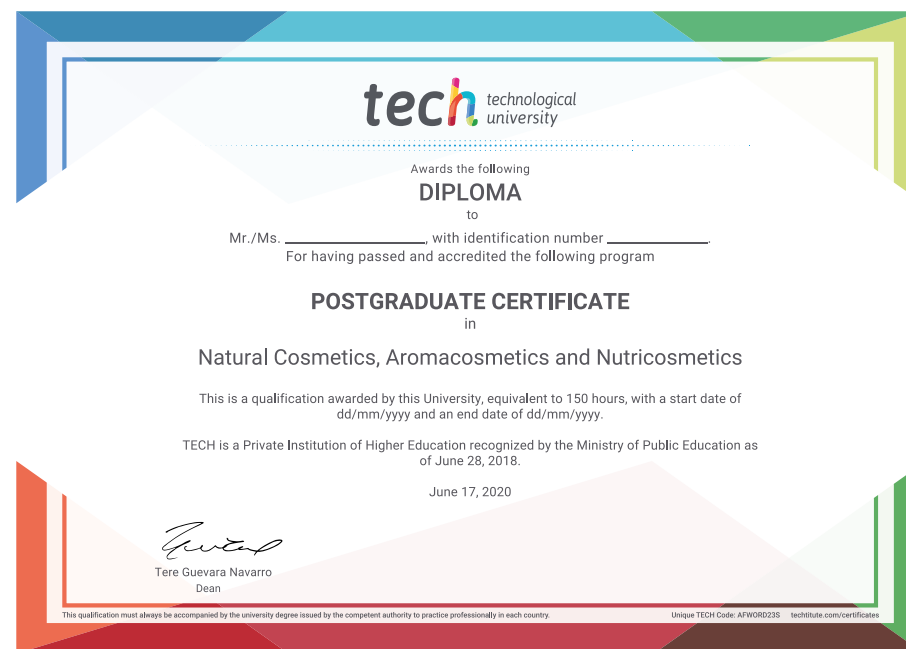 tech technological
university
Awards the following
DIPLOMA
to
Mr./Ms. ____________, with identification number ____________.
For having passed and accredited the following program
POSTGRADUATE CERTIFICATE
in
Natural Cosmetics, Aromacosmetics and Nutricosmetics
This is a qualification awarded by this University, equivalent to 150 hours, with a start date of
dd/mm/yyyy and an end date of dd/mm/yyyy.
TECH is a Private Institution of Higher Education recognized by the Ministry of Public Education as
of June 28, 2018.
June 17, 2020
Tere Guevara Navarro
Dean
This qualification must always be accompanied by the university degree issued by the competent authority to practice professionally in each country.
Unique TECH Code: AFWORD23S techtitute.com/certificates